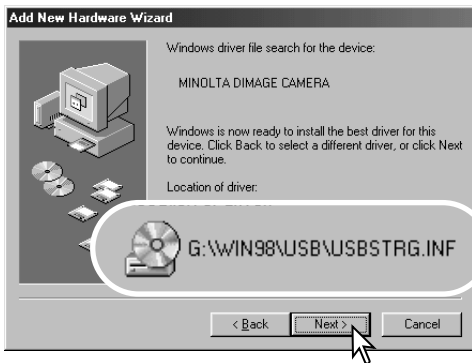 Add New Hardware Wizard
Windows driver file search for the device:
MINOLTA DIMAGE CAMERA
Windows is now ready to install the best driver for this
device. Click Back to select a different driver, or click Next
to continue.
Location of driver:
G:\WIN98\USB\USBSTRG.INF
< Back
Next >
Cancel